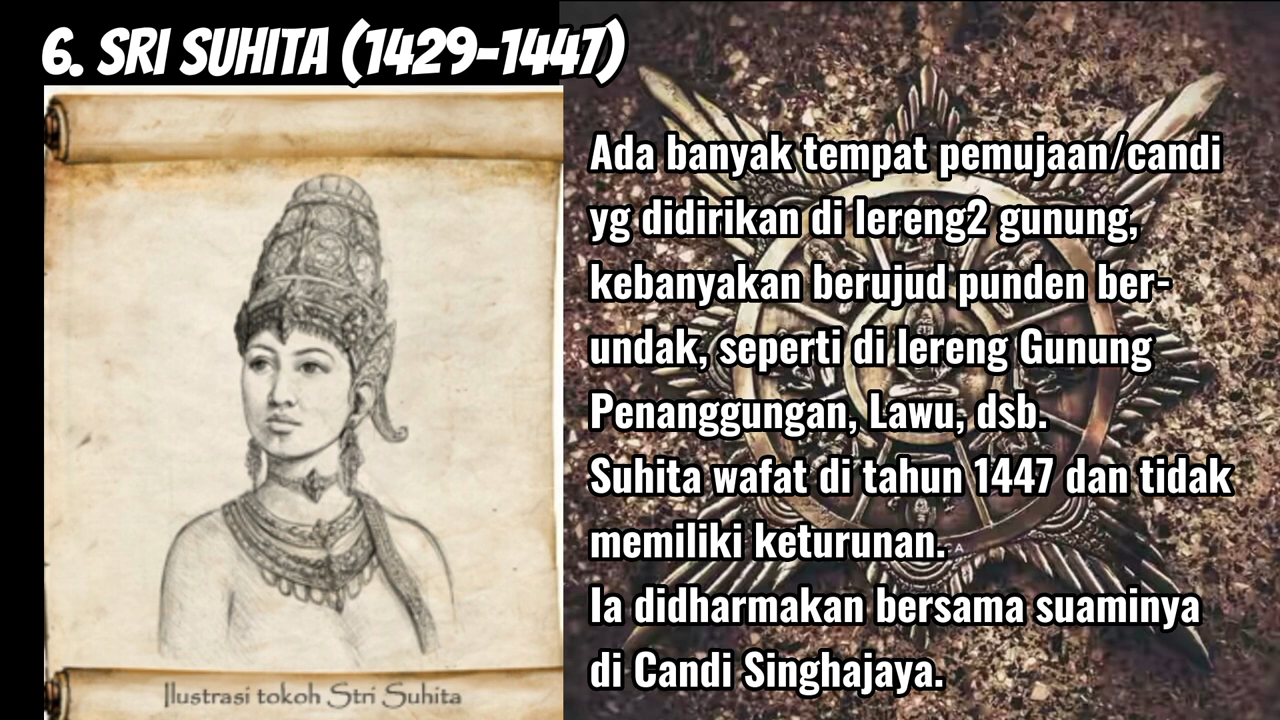 6. SRI SUHITA (1429-1447)
Ada banyak tempat pemujaan/candi
yg didirikan di lereng2 gunung,
kebanyakan berujud punden ber-
undak, seperti di lereng Gunung
Penanggungan, Lawu, dsb.
Suhita wafat di tahun 1447 dan tidak
memiliki keturunan.
Ia didharmakan bersama suaminya
di Candi Singhajaya.
Ilustrasi tokoh Stri Suhita